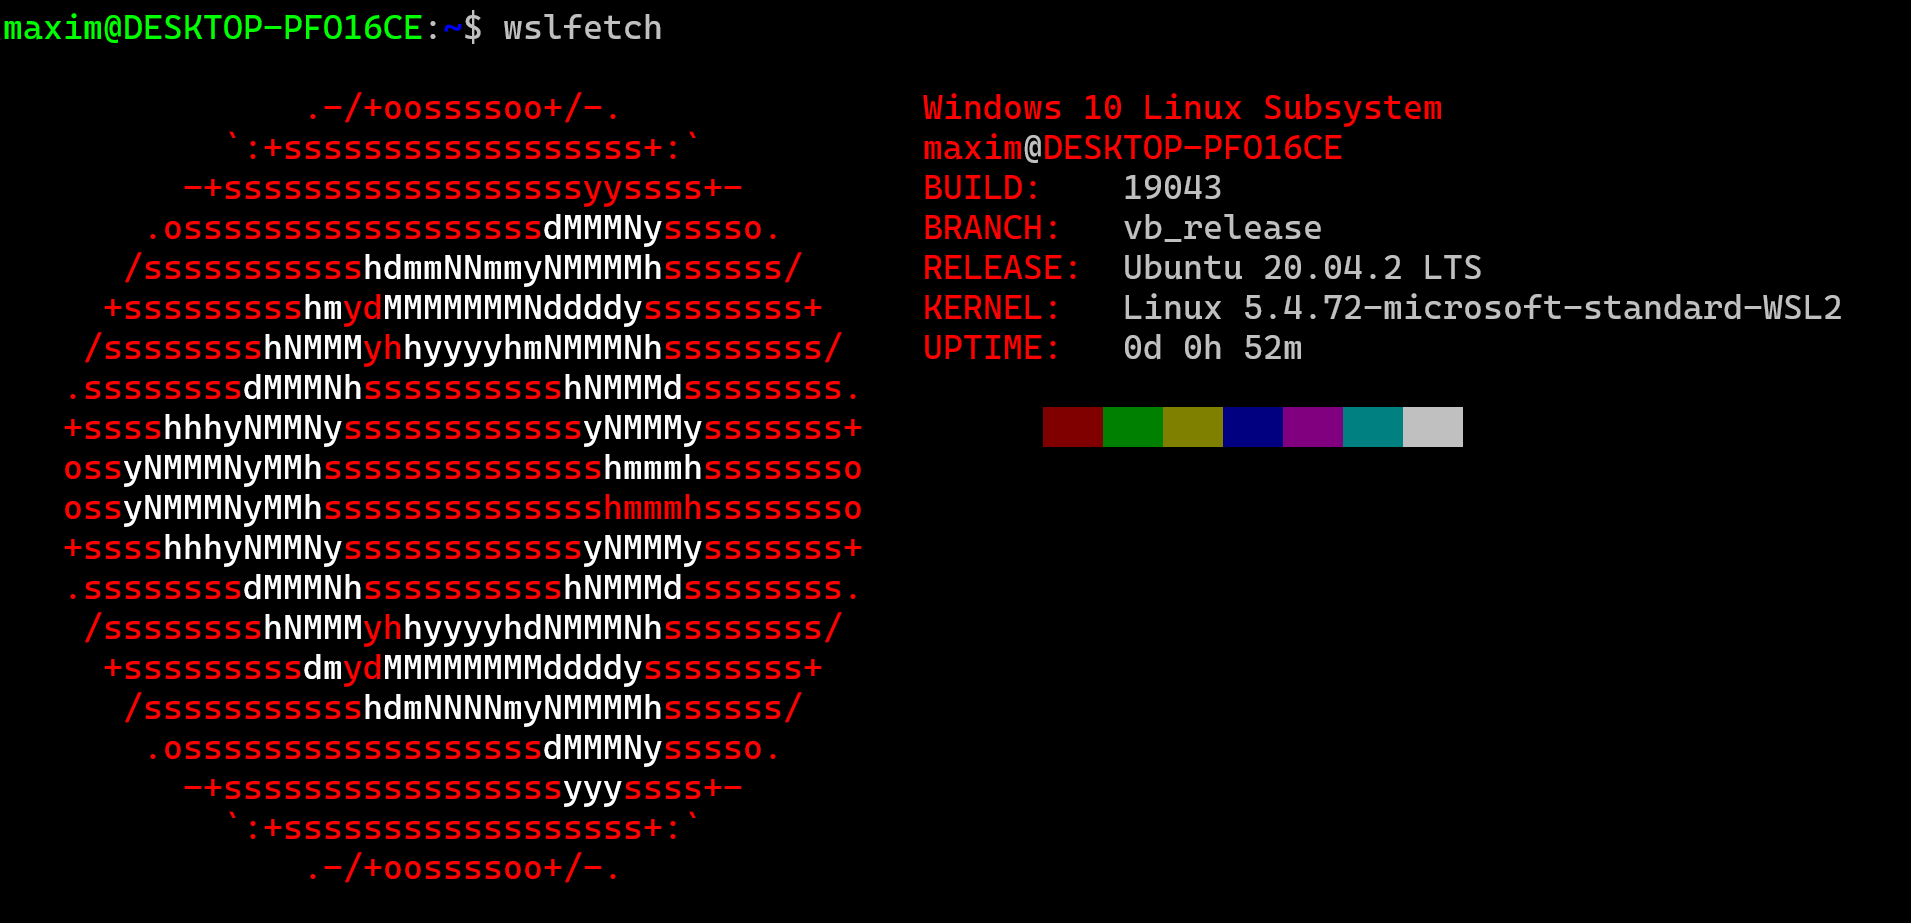 maxim@DESKTOP-PFO16CE:~$ wslfetch
.-/+oossssoo+/-.
`:+ssssssssssssssssss+:`
-+ssssssssssssssssssyyssss+-
.ossssssssssssssssssdMMMNysssso.
/ssssssssssshdmmNNmmyNMMMMhssssss/
+ssssssssshmydMMMMMMMNddddyssssssss+
/sssssssshNMMMyhhyyyyhmNMMMNhssssssss/
.ssssssssdMMMNhsssssssssshNMMMdssssssss.
+sssshhhyNMMNyssssssssssssyNMMMysssssss+
ossyNMMMNyMMhsssssssssssssshmmmhssssssso
ossyNMMMNyMMhsssssssssssssshmmmhssssssso
+sssshhhyNMMNyssssssssssssyNMMMysssssss+
.ssssssssdMMMNhsssssssssshNMMMdssssssss.
/sssssssshNMMMyhhyyyyhdNMMMNhssssssss/
+sssssssssdmydMMMMMMMMddddyssssssss+
/ssssssssssshdmNNNNmyNMMMMhssssss/
.ossssssssssssssssssdMMMNysssso.
-+sssssssssssssssssyyyssss+-
`:+ssssssssssssssssss+:`
.-/+oossssoo+/-.
Windows 10 Linux Subsystem
maxim@DESKTOP-PFO16CE
BUILD: 19043
BRANCH: vb_release
RELEASE: Ubuntu 20.04.2 LTS
KERNEL: Linux 5.4.72-microsoft-standard-WSL2
UPTIME: 0d 0h 52m